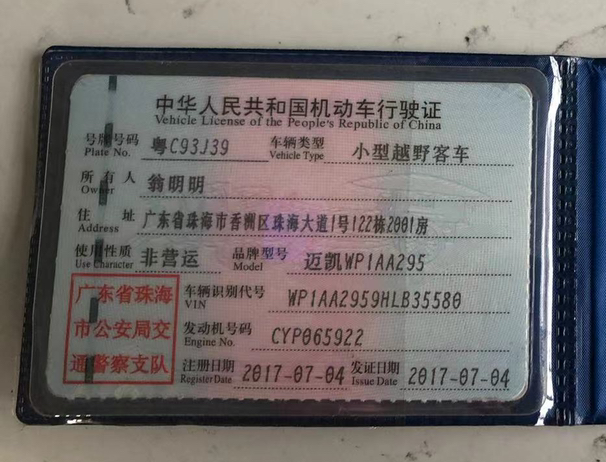 中华人民共和国机动车行驶证
Vehicle License of the People's Republic of China
号牌号码 粤C93J39 车辆类型 小型越野客车
Plate No. Vehicle Type
所有人 翁明明
Owner
住址 广东省珠海市香洲区珠海大道1号122栋2001房
Address
使用性质 非营运 品牌型号 迈凯WP1AA295
Use Character Model
车辆识别代号 WP1AA2959HLB35580
VIN
发动机号码 CYP065922
Engine No.
注册日期 2017-07-04 发证日期 2017-07-04
Register Date Issue Date
广东省珠海
市公安局交
通警察支队